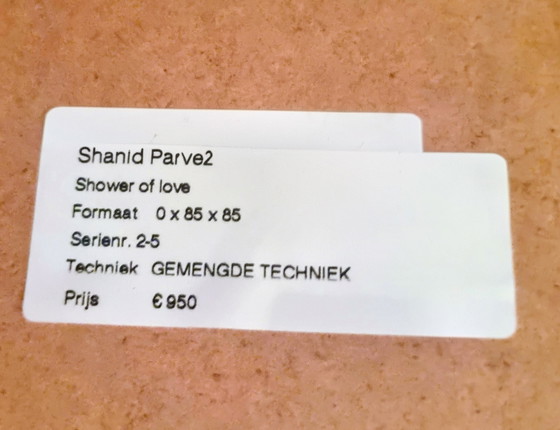 Shanid Parve2
Shower of love
Formaat 0 x 85 x 85
Serienr. 2-5
Techniek GEMENGDE TECHNIEK
Prijs € 950